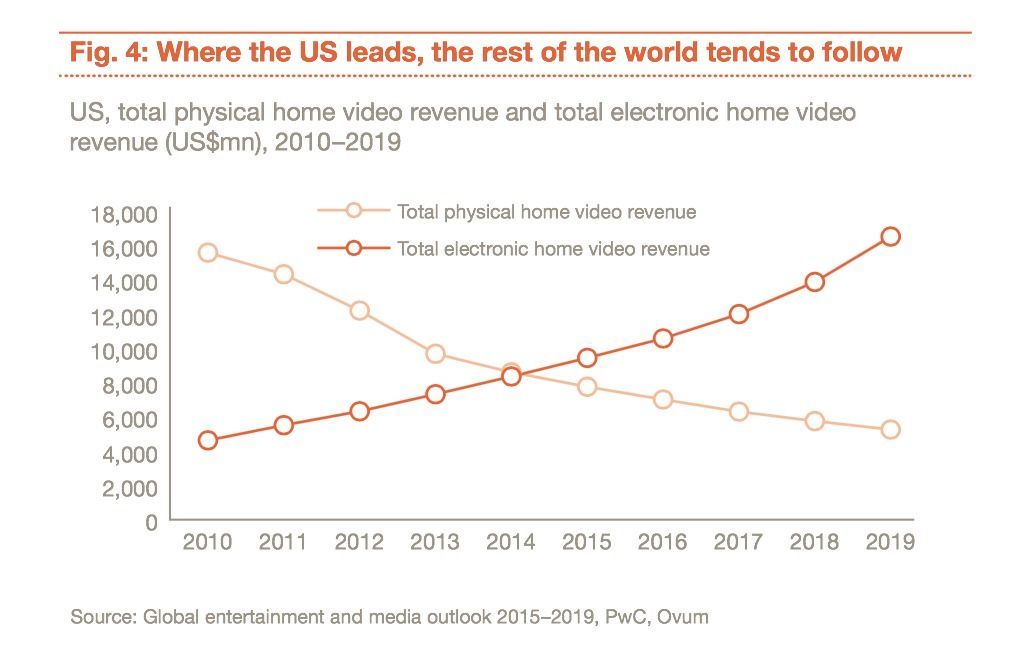 Fig. 4: Where the US leads, the rest of the world tends to follow
US, total physical home video revenue and total electronic home video
revenue (US$mn), 2010–2019
Total physical home video revenue
Total electronic home video revenue
18,000
16,000
14,000
12,000
10,000
8,000
6,000
4,000
2,000
0
2010 2011 2012 2013 2014 2015 2016 2017 2018 2019
Source: Global entertainment and media outlook 2015–2019, PwC, Ovum